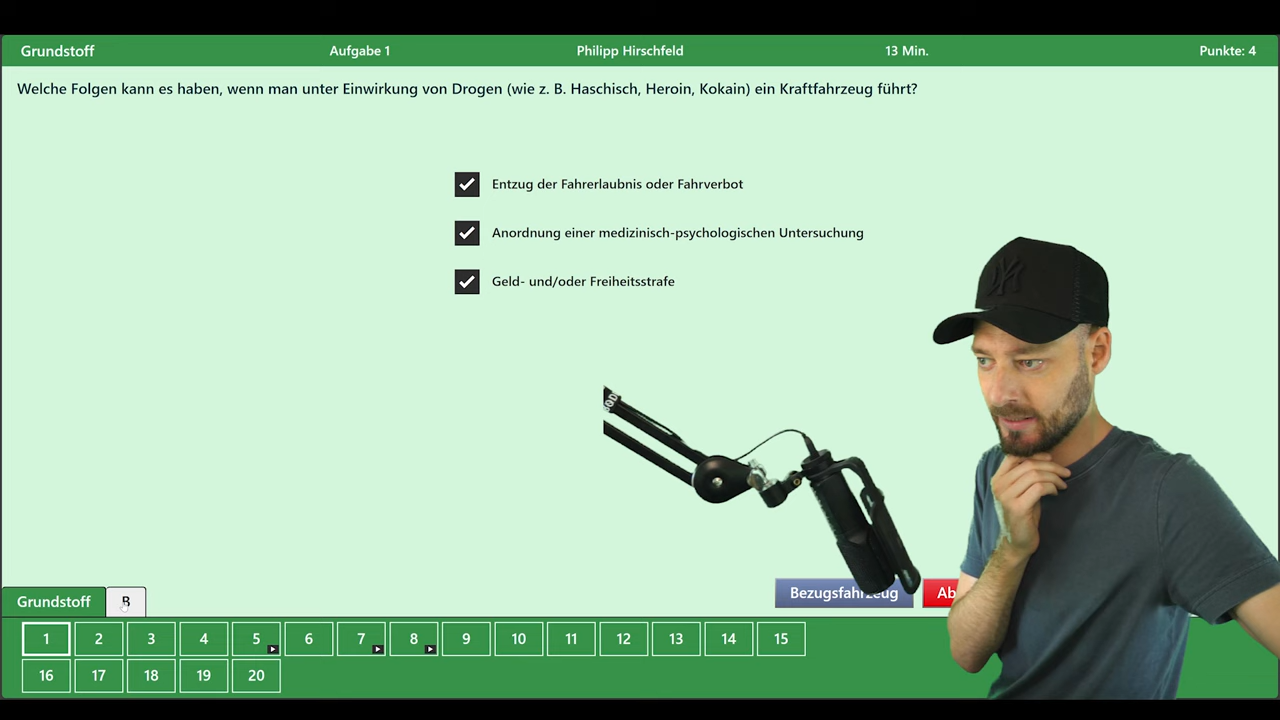 Grundstoff Aufgabe 1 Philipp Hirschfeld 13 Min. Punkte: 4
Welche Folgen kann es haben, wenn man unter Einwirkung von Drogen (wie z. B. Haschisch, Heroin, Kokain) ein Kraftfahrzeug führt?
Entzug der Fahrerlaubnis oder Fahrverbot
Anordnung einer medizinisch-psychologischen Untersuchung
Geld- und/oder Freiheitsstrafe
Grundstoff B Bezugsfahrzeug Ab
1 2 3 4 5 6 7 8 9 10 11 12 13 14 15
16 17 18 19 20